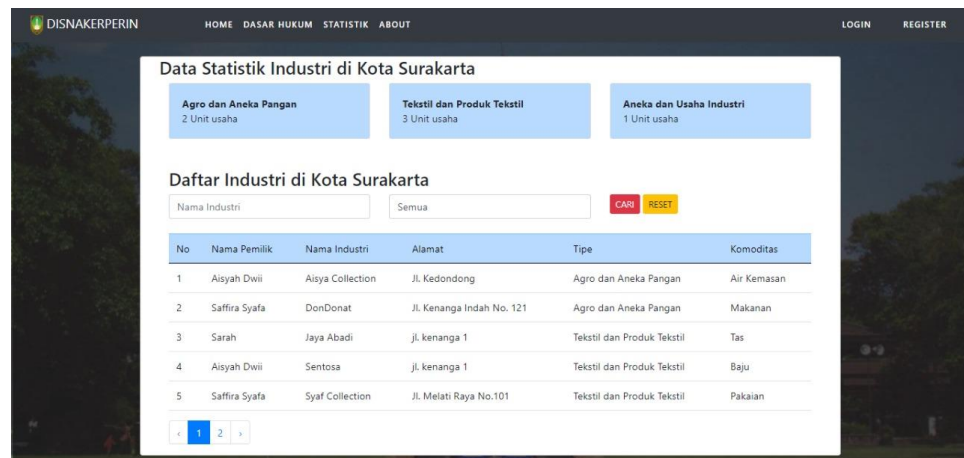 DISNAKERPERIN HOME DASAR HUKUM STATISTIK ABOUT LOGIN REGISTER
Data Statistik Industri di Kota Surakarta
Agro dan Aneka Pangan Tekstil dan Produk Tekstil Aneka dan Usaha Industri
2 Unit usaha 3 Unit usaha 1 Unit usaha
Daftar Industri di Kota Surakarta
Nama Industri Semua CARI RESET
No Nama Pemilik Nama Industri Alamat Tipe Komoditas
1 Aisyah Dwii Aisya Collection Jl. Kedondong Agro dan Aneka Pangan Air Kemasan
2 Saffira Syafa DonDonat Jl. Kenanga Indah No. 121 Agro dan Aneka Pangan Makanan
3 Sarah Jaya Abadi jl. kenanga 1 Tekstil dan Produk Tekstil Tas
4 Aisyah Dwii Sentosa jl. kenanga 1 Tekstil dan Produk Tekstil Baju
5 Saffira Syafa Syaf Collection Jl. Melati Raya No.101 Tekstil dan Produk Tekstil Pakaian
‹ 1 2 ›